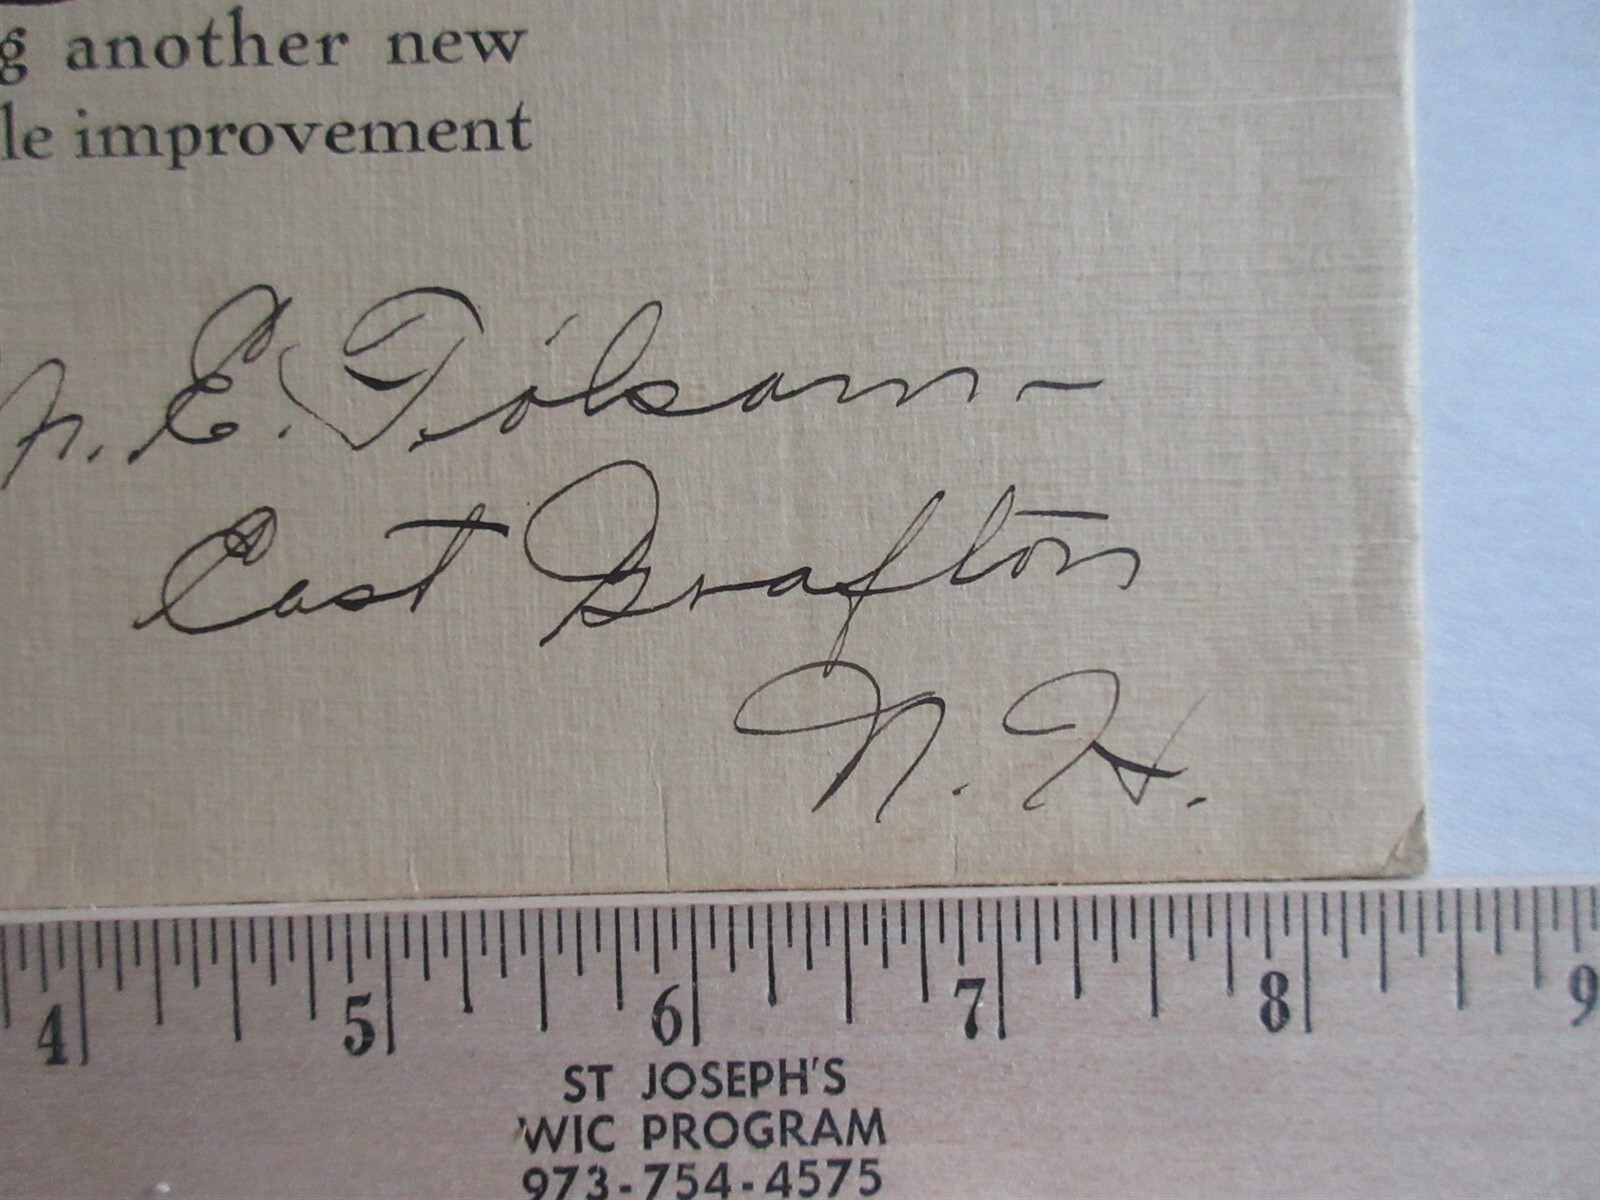 g another new
le improvement
E. Folsom -
East Grafton
N. H.
4 5 6 7 8 9
ST JOSEPH'S
WIC PROGRAM
973-754-4575